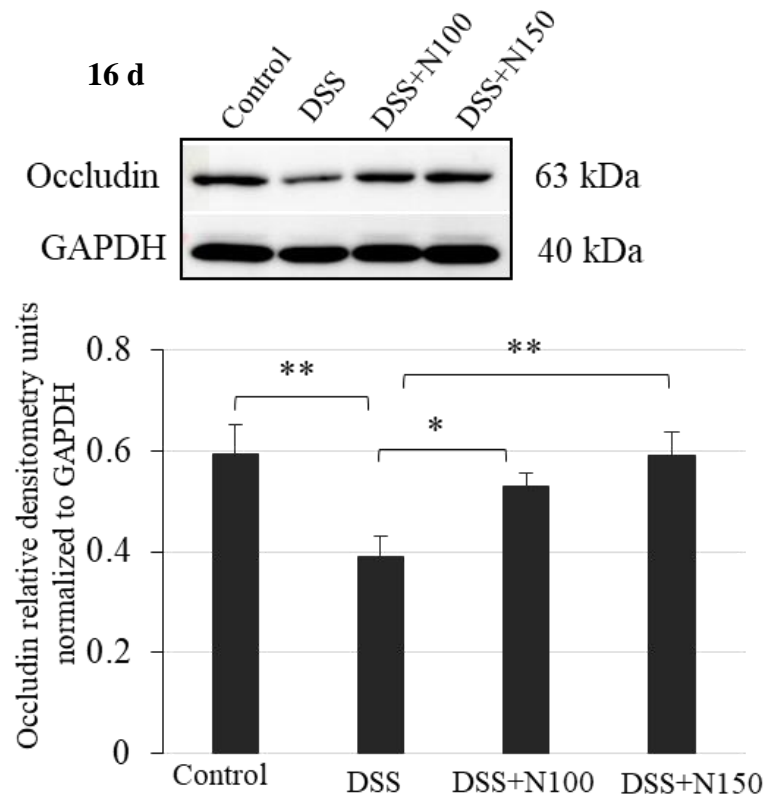 16 d
Control
DSS
DSS+N100
DSS+N150
Occludin
63 kDa
GAPDH
40 kDa
Occludin relative densitometry units
normalized to GAPDH
0.8
0.6
0.4
0.2
0
**
*
**
Control
DSS
DSS+N100
DSS+N150